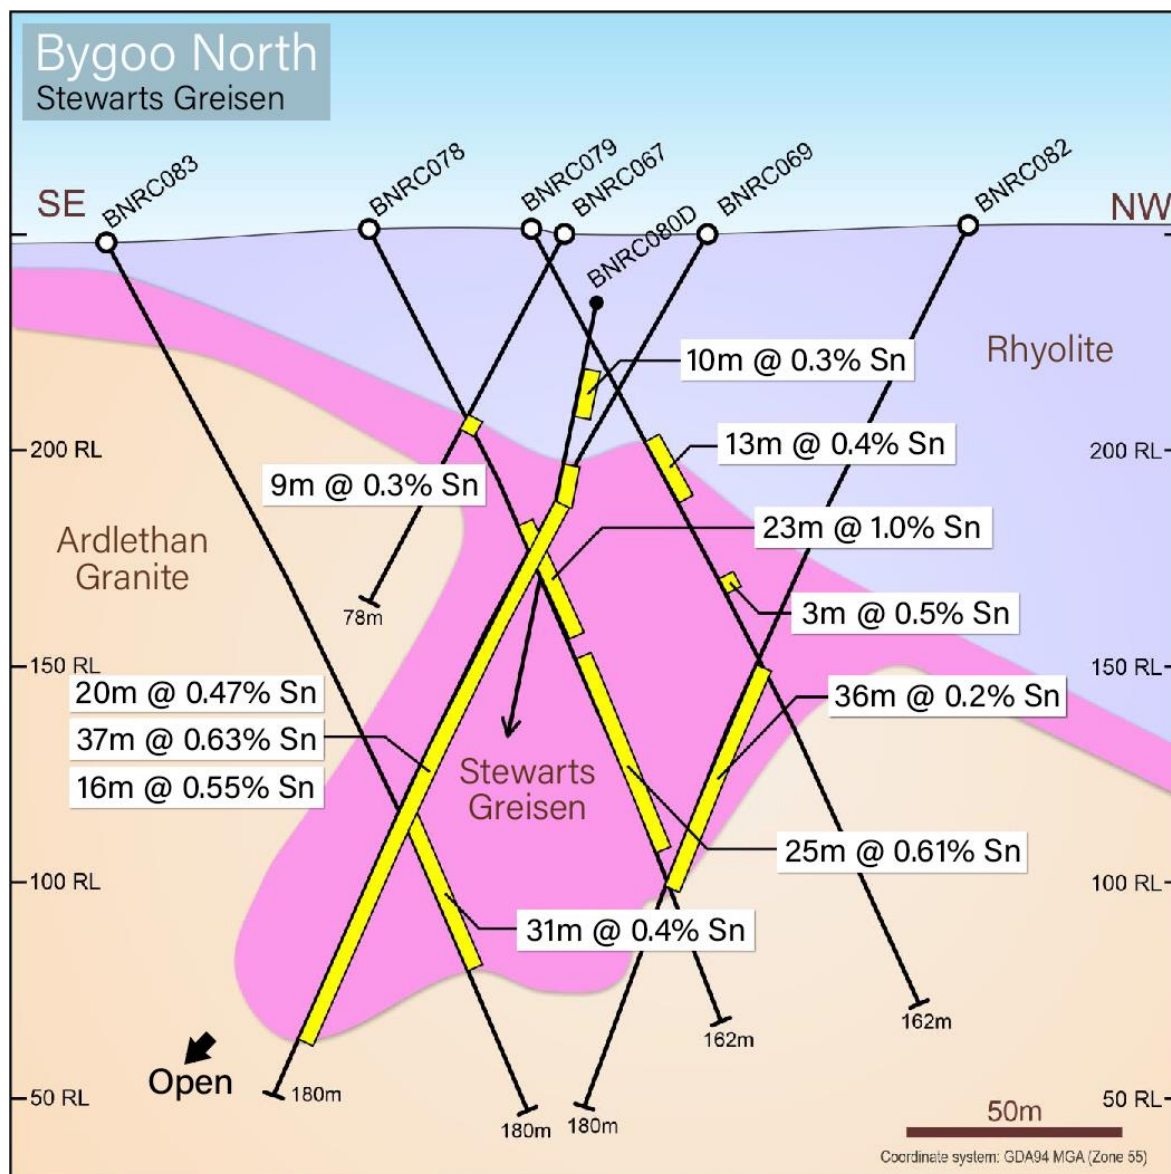 Bygoo North
Stewarts Greisen
SE
BNRC083
BNRC078
BNRC079
BNRC067
BNRC080D
BNRC069
BNRC082
NW
Rhyolite
10m @ 0.3% Sn
13m @ 0.4% Sn
200 RL
200 RL
9m @ 0.3% Sn
23m @ 1.0% Sn
Ardlethan
Granite
3m @ 0.5% Sn
78m
150 RL
150 RL
20m @ 0.47% Sn
37m @ 0.63% Sn
16m @ 0.55% Sn
36m @ 0.2% Sn
Stewarts
Greisen
25m @ 0.61% Sn
100 RL
100 RL
31m @ 0.4% Sn
162m
162m
Open
180m
50 RL
50 RL
180m
180m
50m
Coordinate system: GDA94 MGA (Zone 55)